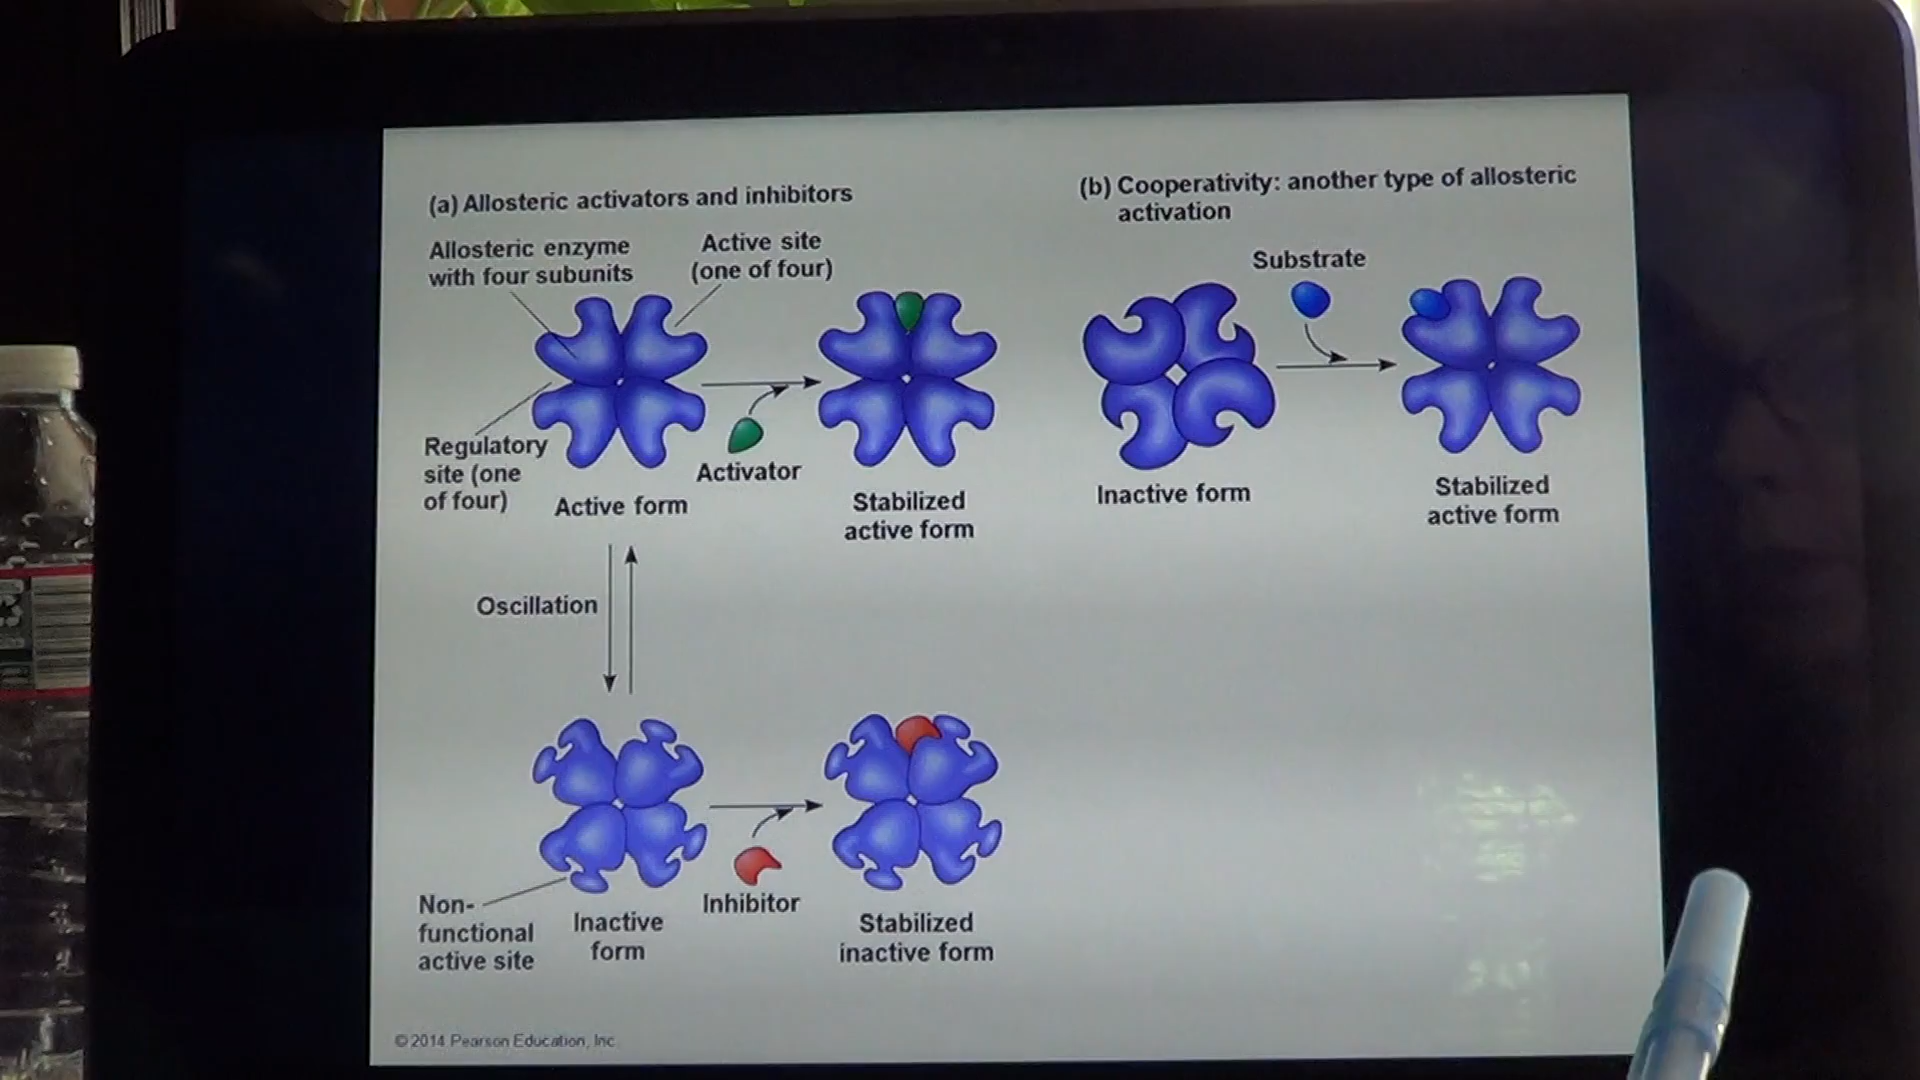 (a) Allosteric activators and inhibitors
Allosteric enzyme
with four subunits
Active site
(one of four)
Regulatory
site (one
of four)
Active form
Activator
Stabilized
active form
Oscillation
Non-
functional
active site
Inactive
form
Inhibitor
Stabilized
inactive form
(b) Cooperativity: another type of allosteric
activation
Substrate
Inactive form
Stabilized
active form
© 2014 Pearson Education, Inc.